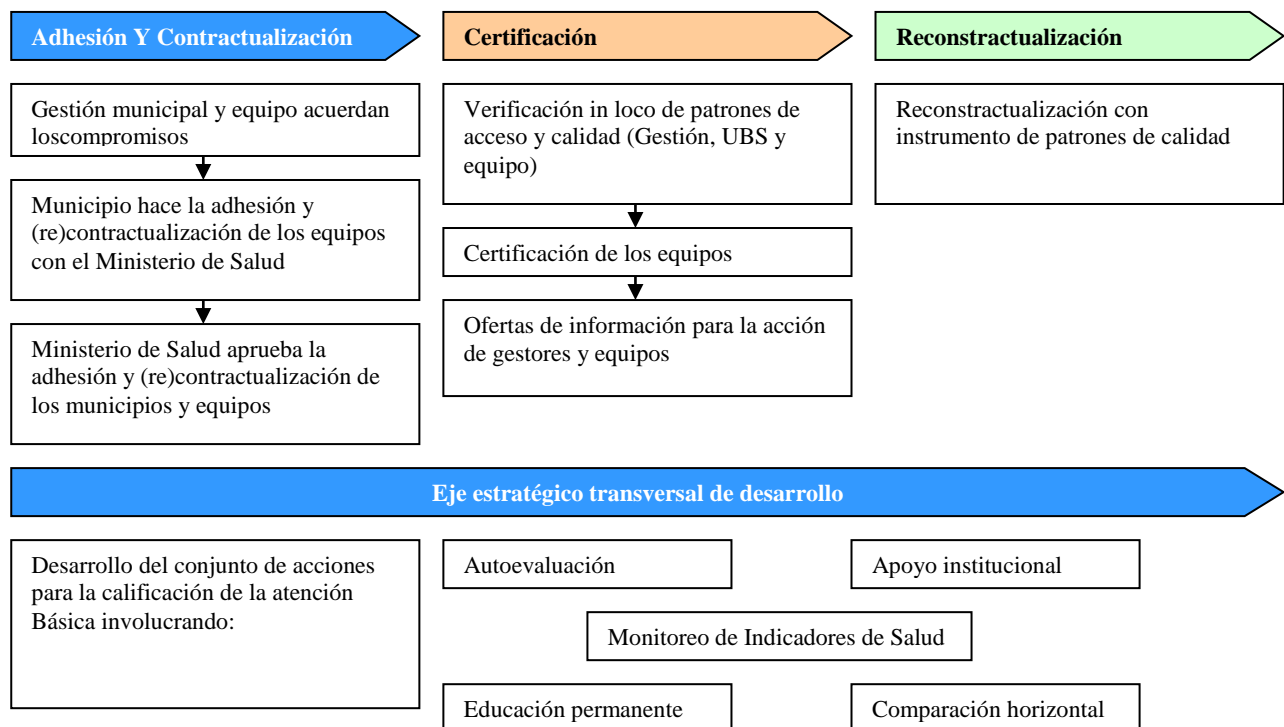 Adhesión Y Contractualización
Certificación
Reconstractualización
Gestión municipal y equipo acuerdan
loscompromisos
Municipio hace la adhesión y
(re)contractualización de los equipos
con el Ministerio de Salud
Ministerio de Salud aprueba la
adhesión y (re)contractualización de
los municipios y equipos
Verificación in loco de patrones de
acceso y calidad (Gestión, UBS y
equipo)
Certificación de los equipos
Ofertas de información para la acción
de gestores y equipos
Reconstractualización con
instrumento de patrones de calidad
Eje estratégico transversal de desarrollo
Desarrollo del conjunto de acciones
para la calificación de la atención
Básica involucrando:
Autoevaluación
Apoyo institucional
Monitoreo de Indicadores de Salud
Educación permanente
Comparación horizontal